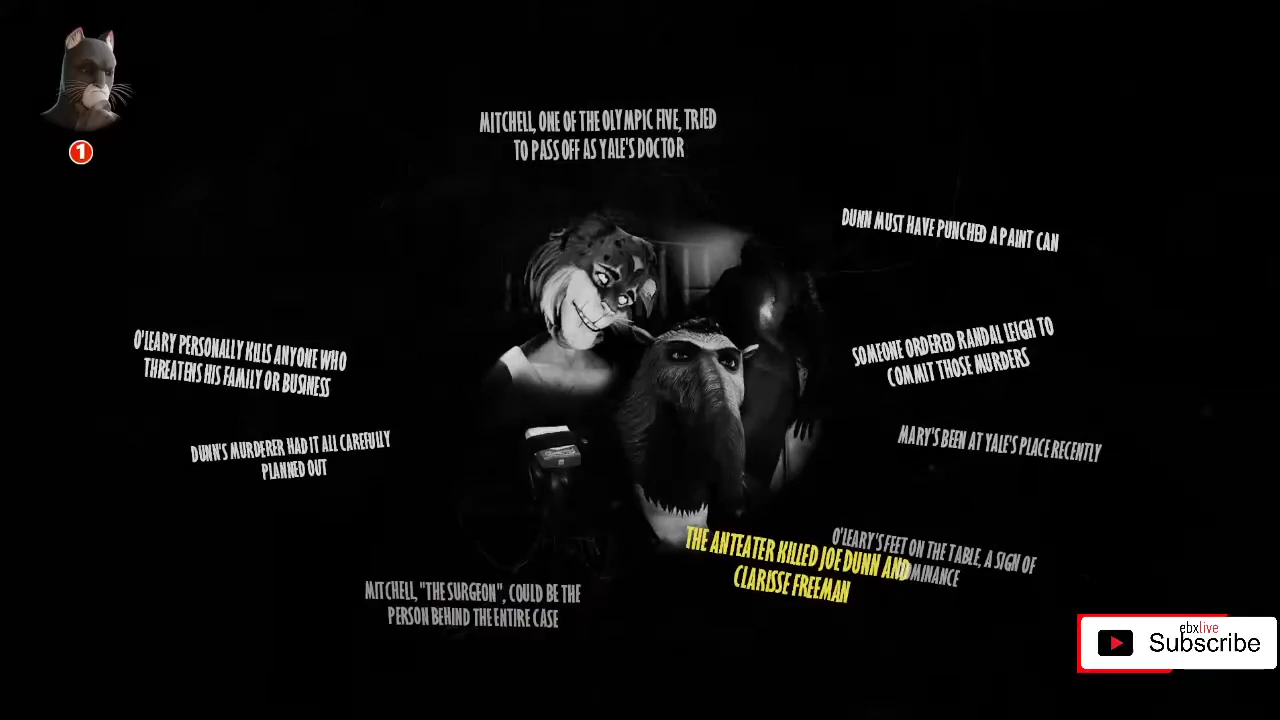 1
MITCHELL, ONE OF THE OLYMPIC FIVE, TRIED
TO PASS OFF AS YALE'S DOCTOR
DUNN MUST HAVE PUNCHED A PAINT CAN
O'LEARY PERSONALLY KILLS ANYONE WHO
THREATENS HIS FAMILY OR BUSINESS
SOMEONE ORDERED RANDAL LEIGH TO
COMMIT THOSE MURDERS
DUNN'S MURDERER HAD IT ALL CAREFULLY
PLANNED OUT
MARY'S BEEN AT YALE'S PLACE RECENTLY
THE ANTEATER KILLED JOE DUNN AND
CLARISSE FREEMAN
O'LEARY'S FEET ON THE TABLE, A SIGN OF
MITCHELL, "THE SURGEON", COULD BE THE
PERSON BEHIND THE ENTIRE CASE
ebxlive
Subscribe